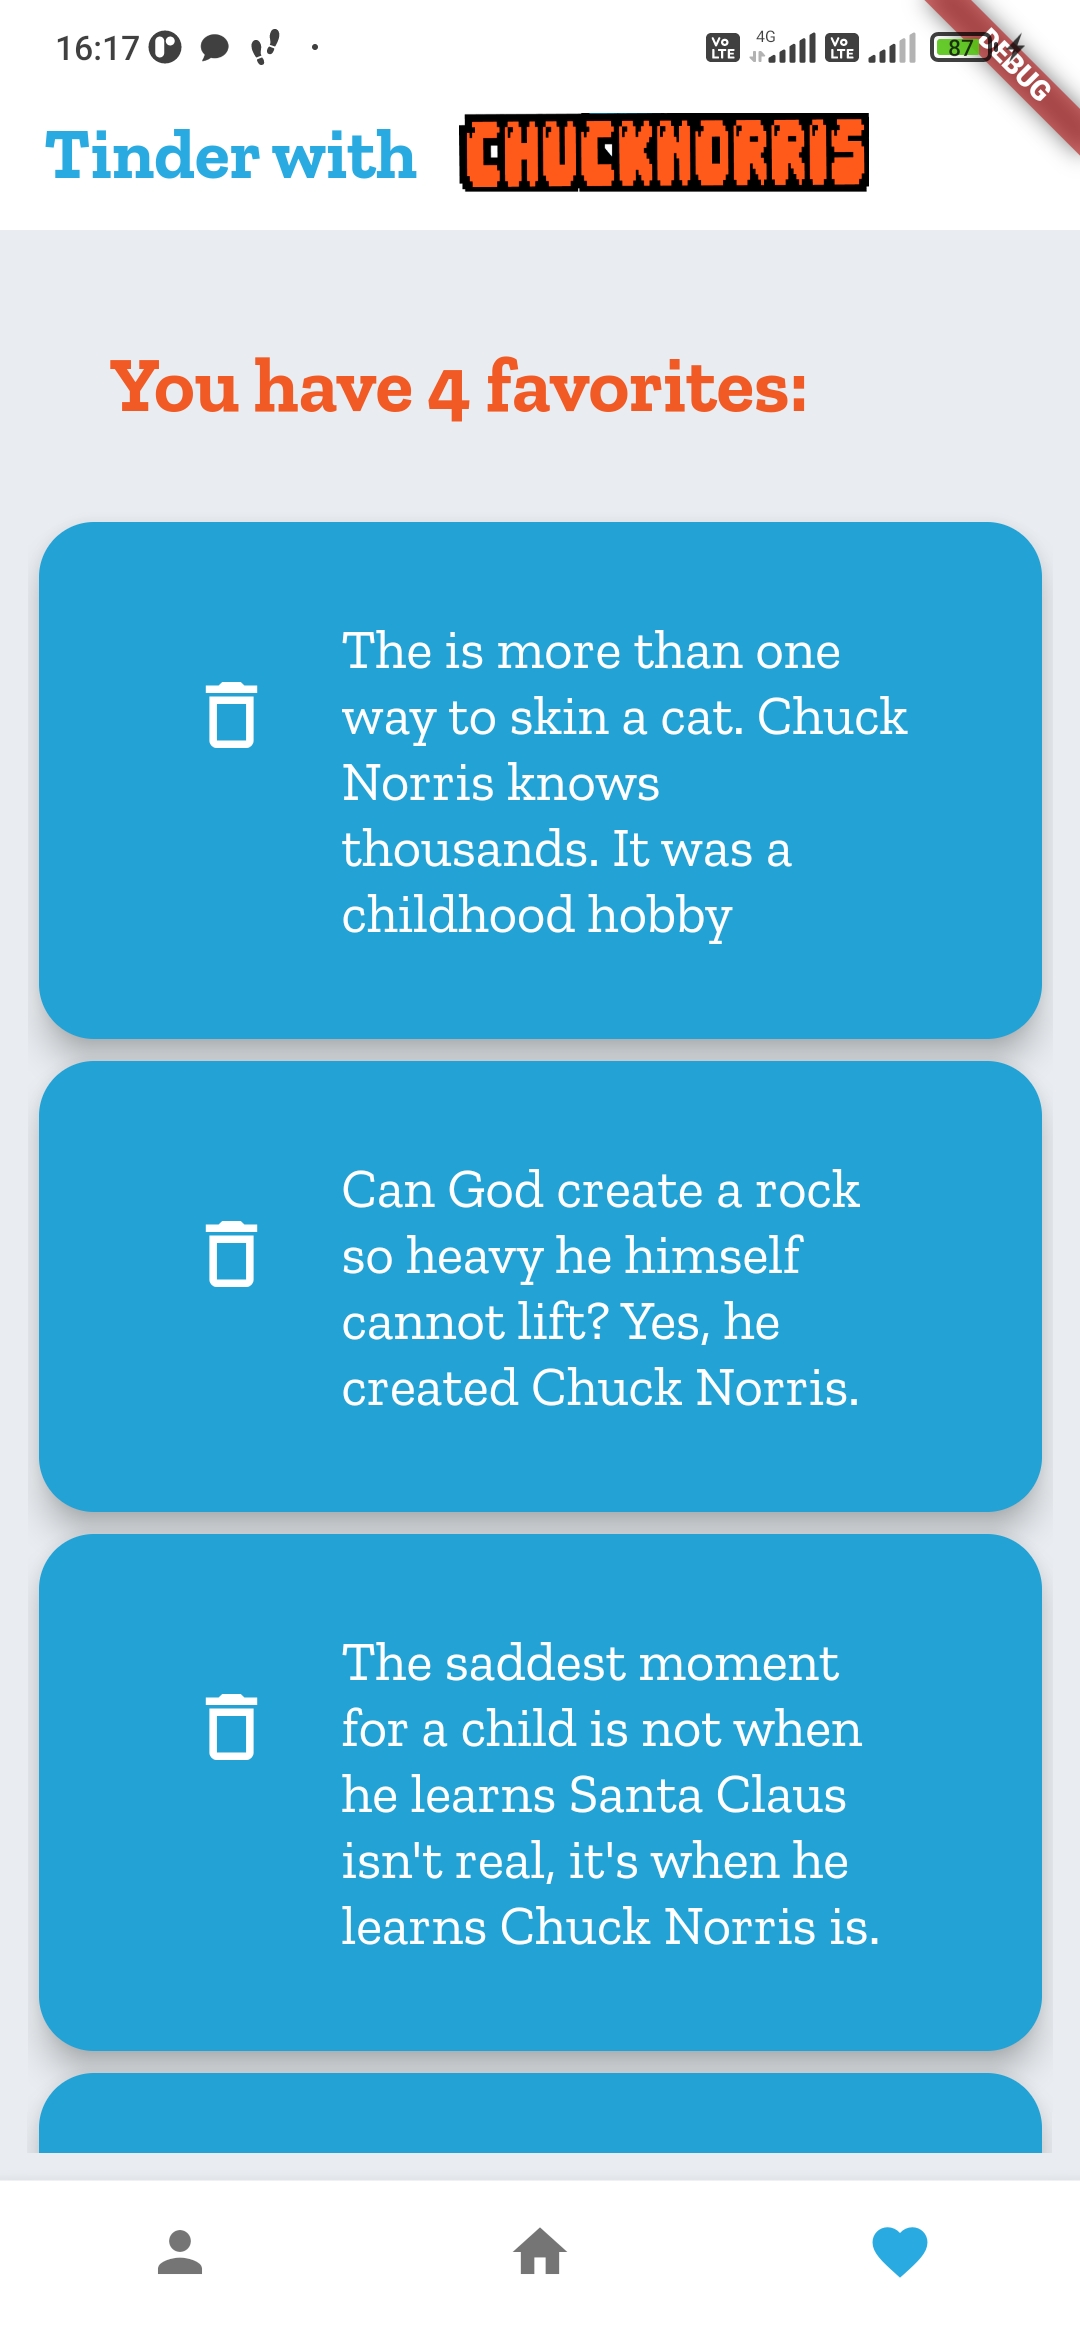 16:17
Vo LTE 4G Vo LTE 87
DEBUG
Tinder with CHUCKNORRIS
You have 4 favorites:
The is more than one
way to skin a cat. Chuck
Norris knows
thousands. It was a
childhood hobby
Can God create a rock
so heavy he himself
cannot lift? Yes, he
created Chuck Norris.
The saddest moment
for a child is not when
he learns Santa Claus
isn't real, it's when he
learns Chuck Norris is.